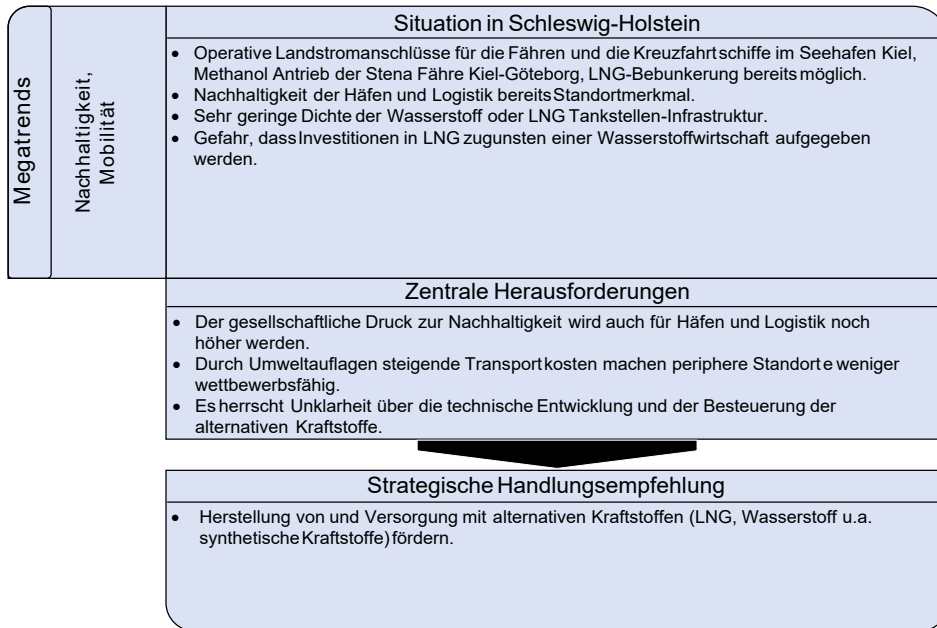 Megatrends
Nachhaltigkeit,
Mobilität
Situation in Schleswig-Holstein
• Operative Landstromanschlüsse für die Fähren und die Kreuzfahrtschiffe im Seehafen Kiel,
Methanol Antrieb der Stena Fähre Kiel-Göteborg, LNG-Bebunkerung bereits möglich.
• Nachhaltigkeit der Häfen und Logistik bereits Standortmerkmal.
• Sehr geringe Dichte der Wasserstoff oder LNG Tankstellen-Infrastruktur.
• Gefahr, dass Investitionen in LNG zugunsten einer Wasserstoffwirtschaft aufgegeben
werden.
Zentrale Herausforderungen
• Der gesellschaftliche Druck zur Nachhaltigkeit wird auch für Häfen und Logistik noch
höher werden.
• Durch Umweltauflagen steigende Transportkosten machen periphere Standorte weniger
wettbewerbsfähig.
• Es herrscht Unklarheit über die technische Entwicklung und der Besteuerung der
alternativen Kraftstoffe.
Strategische Handlungsempfehlung
• Herstellung von und Versorgung mit alternativen Kraftstoffen (LNG, Wasserstoff u.a.
synthetische Kraftstoffe) fördern.